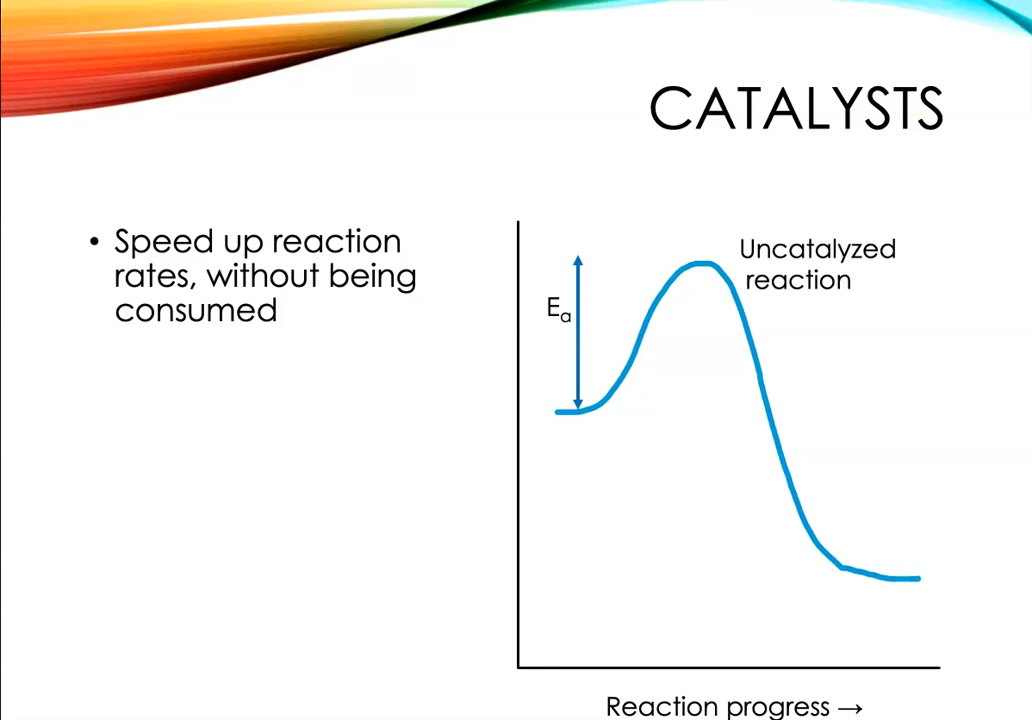 CATALYSTS
• Speed up reaction
rates, without being
consumed
Uncatalyzed
reaction
Eₐ
Reaction progress →